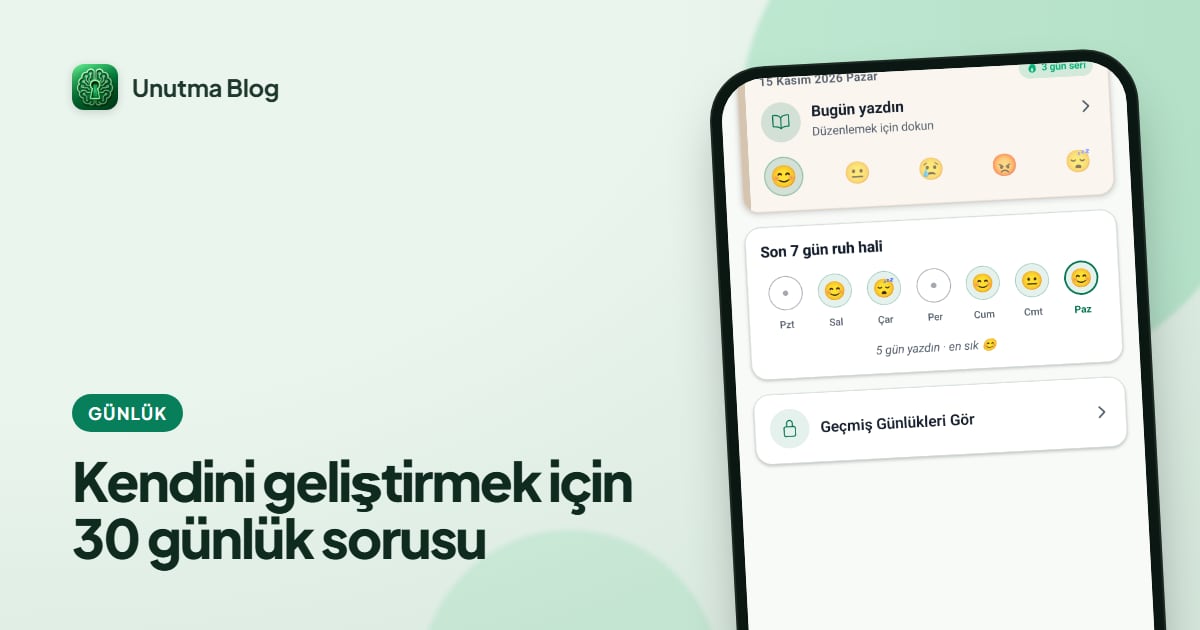 Unutma Blog
GÜNLÜK
Kendini geliştirmek için
30 günlük sorusu
15 Kasım 2026 Pazar
3 gün seri
Bugün yazdın
Düzenlemek için dokun
Son 7 gün ruh hali
Pzt Sal Çar Per Cum Cmt Paz
5 gün yazdın · en sık 😊
Geçmiş Günlükleri Gör